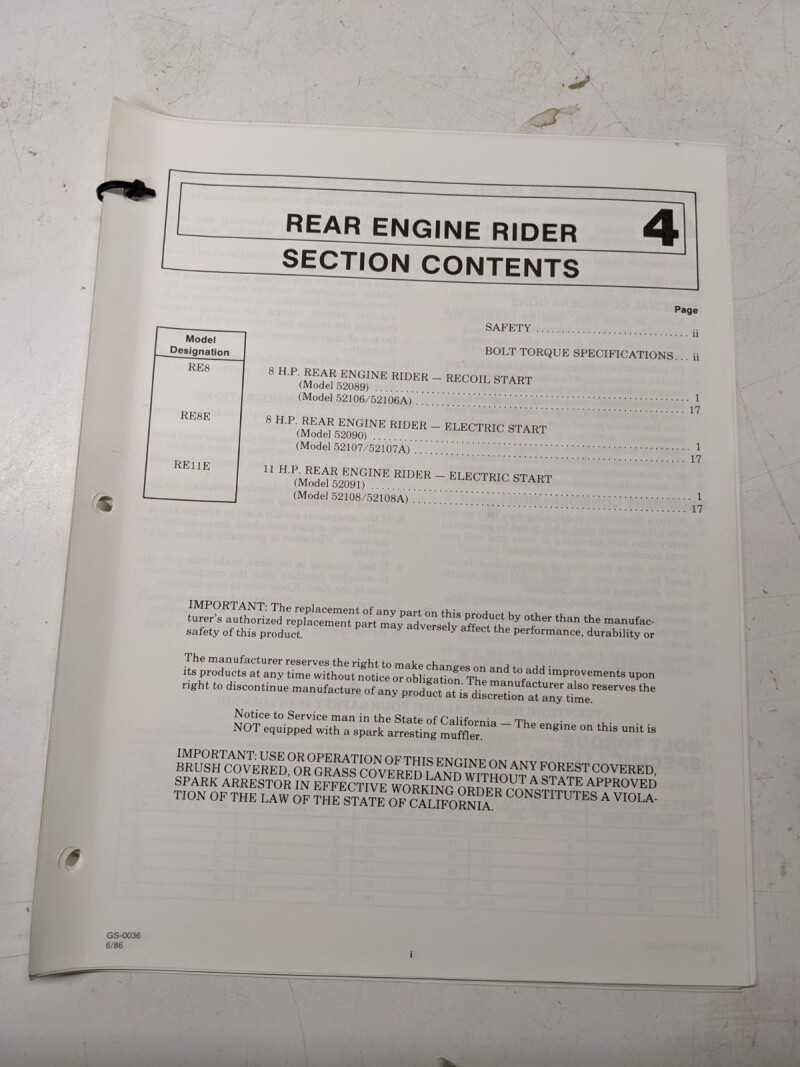 REAR ENGINE RIDER 4
SECTION CONTENTS
Page
SAFETY ............................. ii
BOLT TORQUE SPECIFICATIONS... ii
Model
Designation
RE8
8 H.P. REAR ENGINE RIDER — RECOIL START
(Model 52089) .................................................. 1
(Model 52106/52106A) ........................................... 17
RE8E
8 H.P. REAR ENGINE RIDER — ELECTRIC START
(Model 52090) .................................................. 1
(Model 52107/52107A) ........................................... 17
RE11E
11 H.P. REAR ENGINE RIDER — ELECTRIC START
(Model 52091) .................................................. 1
(Model 52108/52108A) ........................................... 17
IMPORTANT: The replacement of any part on this product by other than the manufac-
turer's authorized replacement part may adversely affect the performance, durability or
safety of this product.
The manufacturer reserves the right to make changes on and to add improvements upon
its products at any time without notice or obligation. The manufacturer also reserves the
right to discontinue manufacture of any product at is discretion at any time.
Notice to Service man in the State of California — The engine on this unit is
NOT equipped with a spark arresting muffler.
IMPORTANT: USE OR OPERATION OF THIS ENGINE ON ANY FOREST COVERED,
BRUSH COVERED, OR GRASS COVERED LAND WITHOUT A STATE APPROVED
SPARK ARRESTOR IN EFFECTIVE WORKING ORDER CONSTITUTES A VIOLA-
TION OF THE LAW OF THE STATE OF CALIFORNIA.
GS-0036
6/86
i